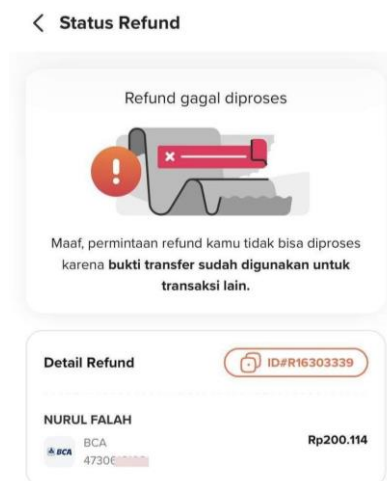 Status Refund
Refund gagal diproses
Maaf, permintaan refund kamu tidak bisa diproses
karena bukti transfer sudah digunakan untuk
transaksi lain.
Detail Refund
ID#R16303339
NURUL FALAH
BCA
BCA
Rp200.114
47306